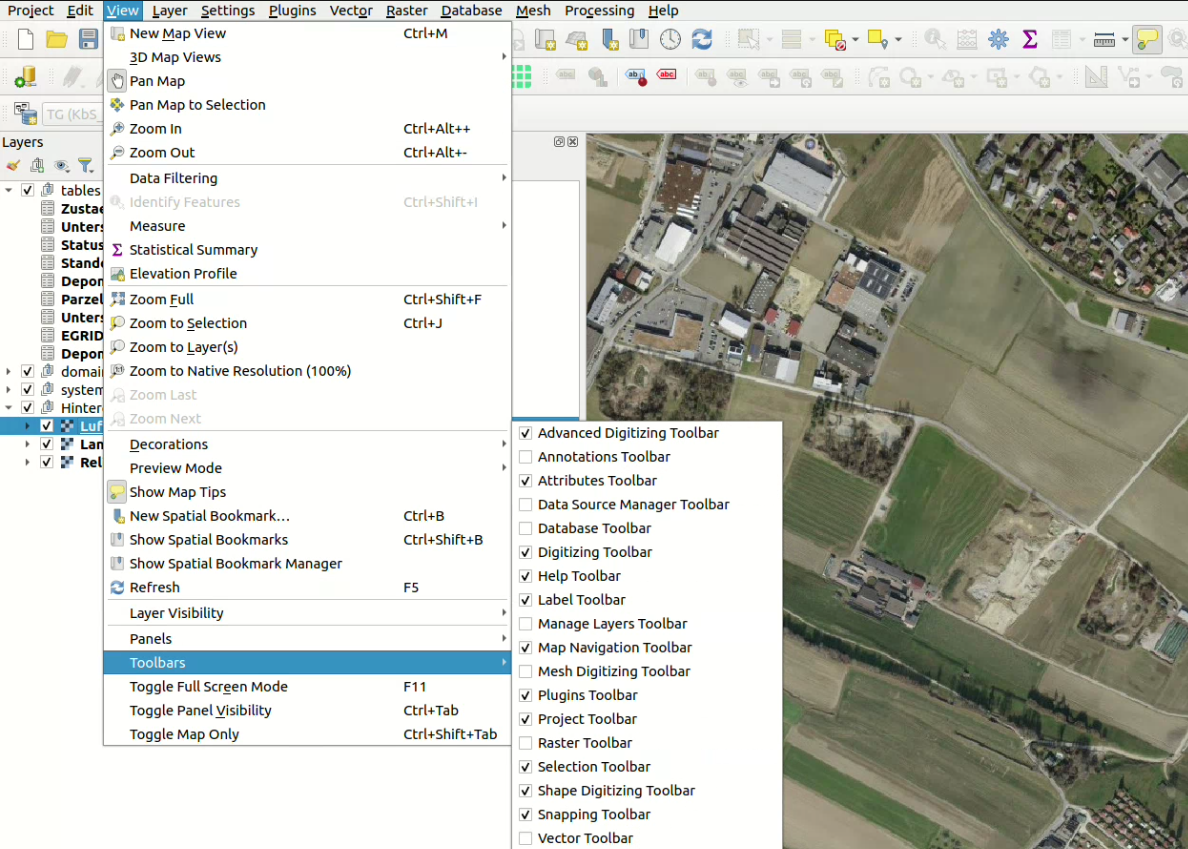 Project Edit View Layer Settings Plugins Vector Raster Database Mesh Processing Help
TG (KbS_
Layers
tables
Zustae
Unters
Status
Stando
Depon
Parzel
Unters
EGRID
Depon
domain
system
Hinter
Luf
Lan
Rel
New Map View Ctrl+M
3D Map Views
Pan Map
Pan Map to Selection
Zoom In Ctrl+Alt++
Zoom Out Ctrl+Alt+-
Data Filtering
Identify Features Ctrl+Shift+I
Measure
Statistical Summary
Elevation Profile
Zoom Full Ctrl+Shift+F
Zoom to Selection Ctrl+J
Zoom to Layer(s)
Zoom to Native Resolution (100%)
Zoom Last
Zoom Next
Decorations
Preview Mode
Show Map Tips
New Spatial Bookmark... Ctrl+B
Show Spatial Bookmarks Ctrl+Shift+B
Show Spatial Bookmark Manager
Refresh F5
Layer Visibility
Panels
Toolbars
Toggle Full Screen Mode F11
Toggle Panel Visibility Ctrl+Tab
Toggle Map Only Ctrl+Shift+Tab
Advanced Digitizing Toolbar
Annotations Toolbar
Attributes Toolbar
Data Source Manager Toolbar
Database Toolbar
Digitizing Toolbar
Help Toolbar
Label Toolbar
Manage Layers Toolbar
Map Navigation Toolbar
Mesh Digitizing Toolbar
Plugins Toolbar
Project Toolbar
Raster Toolbar
Selection Toolbar
Shape Digitizing Toolbar
Snapping Toolbar
Vector Toolbar